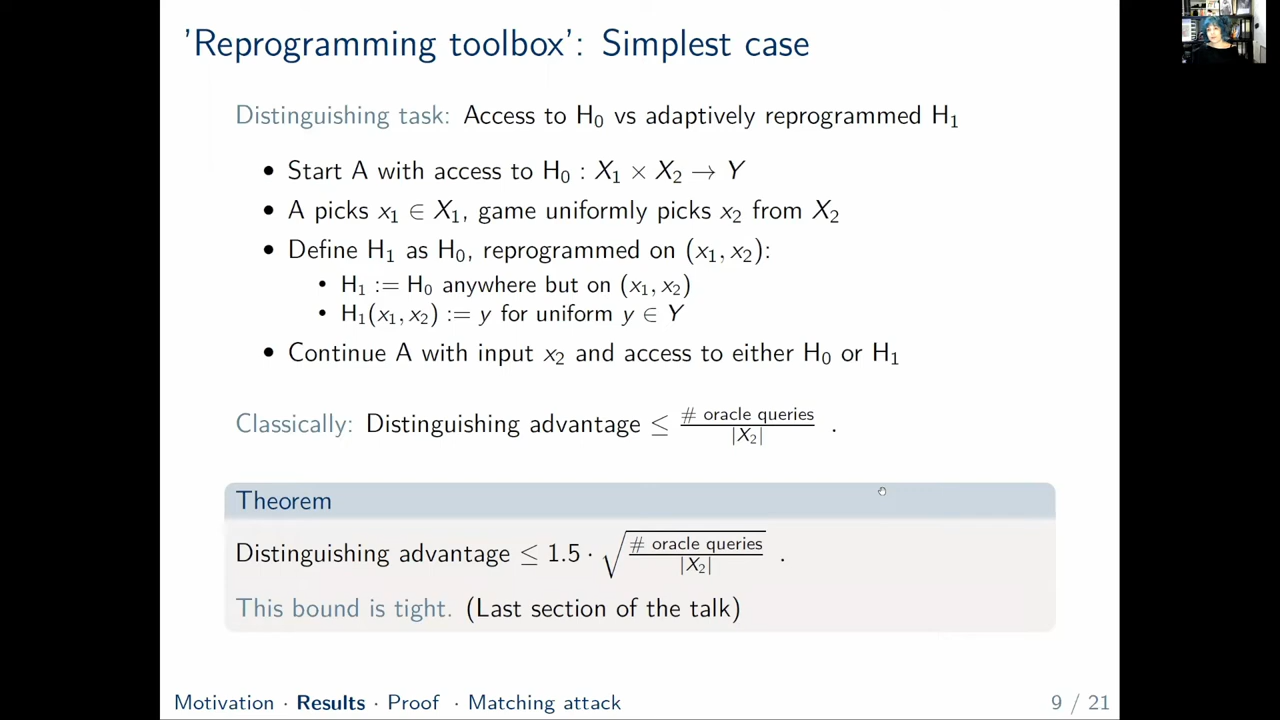 'Reprogramming toolbox': Simplest case
Distinguishing task: Access to H₀ vs adaptively reprogrammed H₁
• Start A with access to H₀ : X₁ × X₂ → Y
• A picks x₁ ∈ X₁, game uniformly picks x₂ from X₂
• Define H₁ as H₀, reprogrammed on (x₁, x₂):
• H₁ := H₀ anywhere but on (x₁, x₂)
• H₁(x₁, x₂) := y for uniform y ∈ Y
• Continue A with input x₂ and access to either H₀ or H₁
Classically: Distinguishing advantage ≤ # oracle queries / |X₂| .
Theorem
Distinguishing advantage ≤ 1.5 · √(# oracle queries / |X₂|) .
This bound is tight. (Last section of the talk)
Motivation · Results · Proof · Matching attack 9 / 21